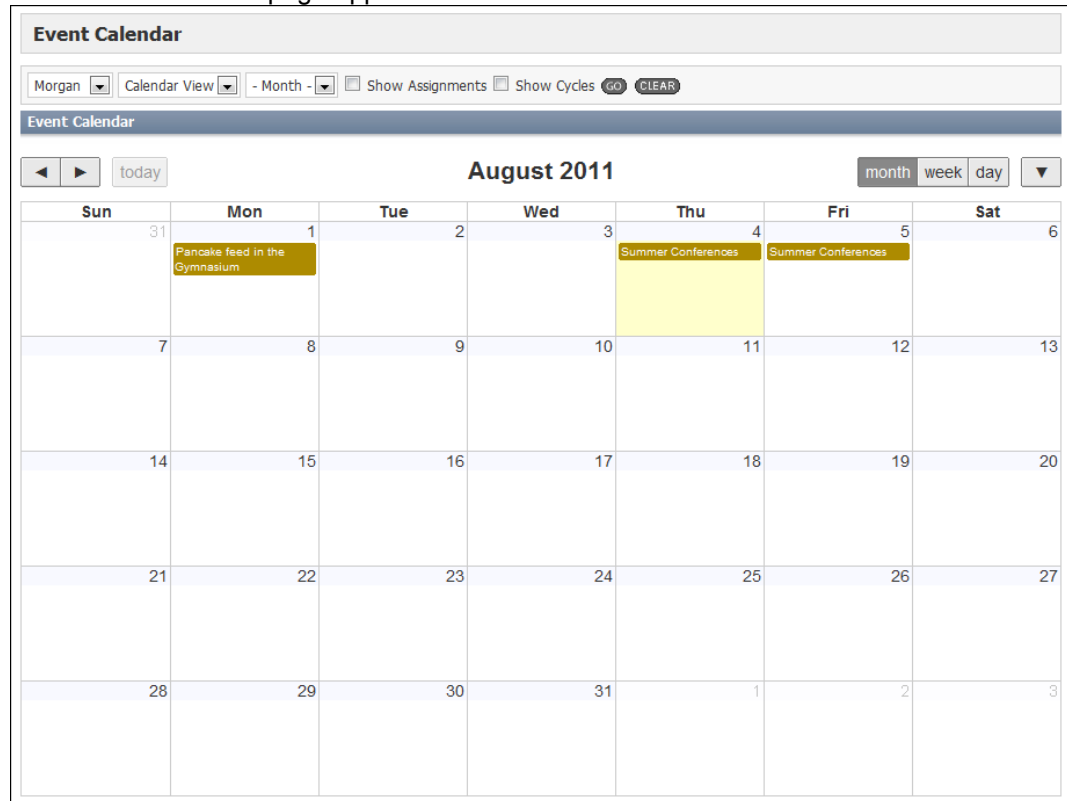 Event Calendar
Morgan Calendar View - Month - Show Assignments Show Cycles GO CLEAR
Event Calendar
today August 2011 month week day
Sun Mon Tue Wed Thu Fri Sat
31 1 2 3 4 5 6
Pancake feed in the Summer Conferences Summer Conferences
Gymnasium
7 8 9 10 11 12 13
14 15 16 17 18 19 20
21 22 23 24 25 26 27
28 29 30 31 1 2 3